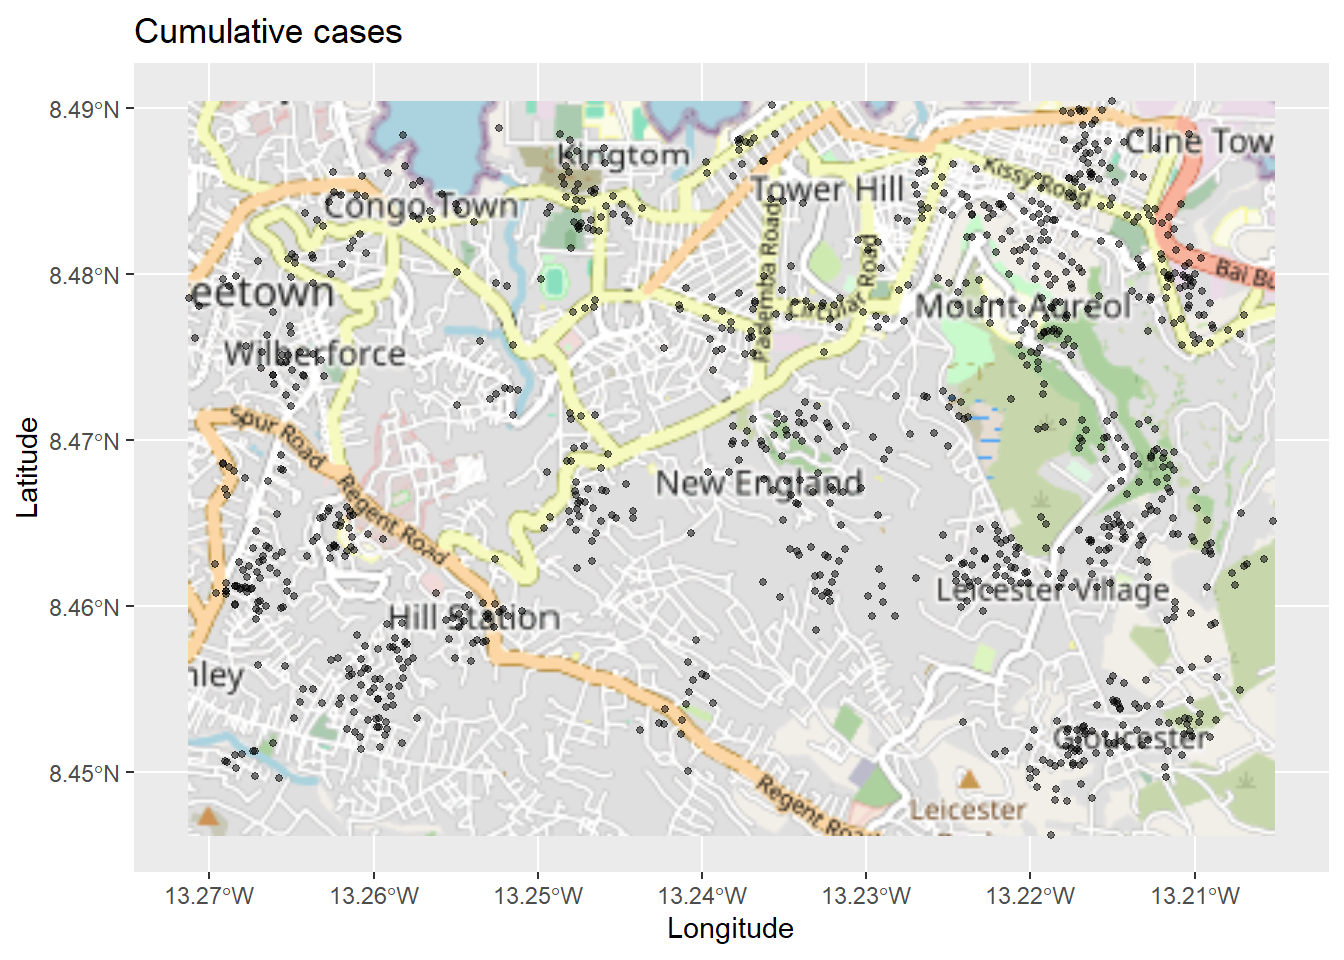 Cumulative cases
8.49°N
8.48°N
8.47°N
8.46°N
8.45°N
Latitude
Kingtom
Cline Tow
Kissy Road
Tower Hill
Congo Town
Pademba Road
Circular Road
Bai Bu
eetown
Mount Aureol
Wilberforce
Spur Road
New England
Regent Road
Leicester Village
Hill Station
nley
Gloucester
Regent Road
Leicester
13.27°W
13.26°W
13.25°W
13.24°W
13.23°W
13.22°W
13.21°W
Longitude